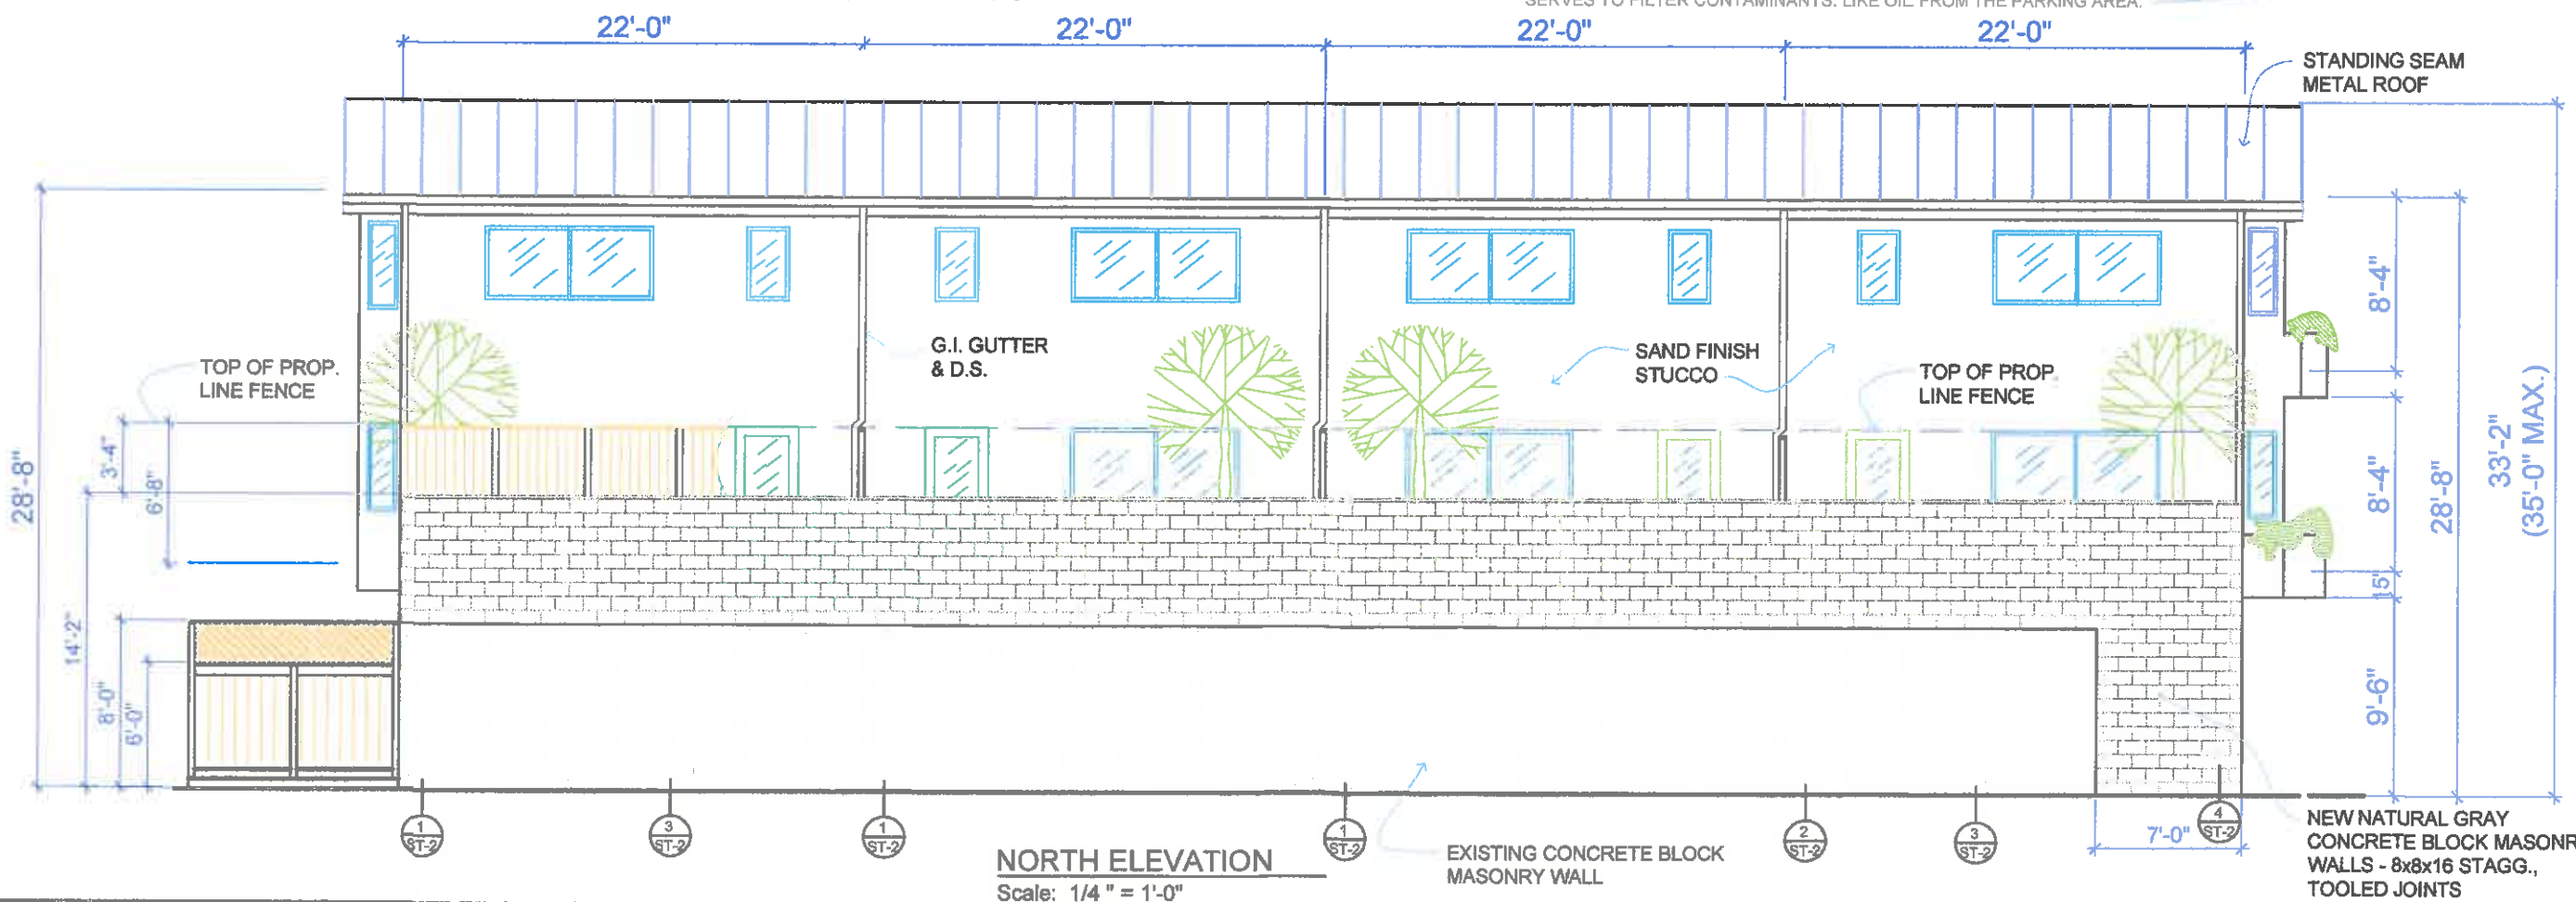 SERVES TO FILTER CONTAMINANTS. LIKE OIL FROM THE PARKING AREA.
22'-0"
22'-0"
22'-0"
22'-0"
STANDING SEAM
METAL ROOF
TOP OF PROP.
LINE FENCE
G.I. GUTTER
& D.S.
SAND FINISH
STUCCO
TOP OF PROP.
LINE FENCE
28'-8"
3'-4"
6'-8"
14'-2"
8'-0"
6'-0"
8'-4"
8'-4"
15"
9'-6"
28'-8"
33'-2"
(35'-0" MAX.)
1
ST-2
3
ST-2
1
ST-2
1
ST-2
2
ST-2
3
ST-2
4
ST-2
7'-0"
NORTH ELEVATION
Scale: 1/4 " = 1'-0"
EXISTING CONCRETE BLOCK
MASONRY WALL
NEW NATURAL GRAY
CONCRETE BLOCK MASONR
WALLS - 8x8x16 STAGG.,
TOOLED JOINTS